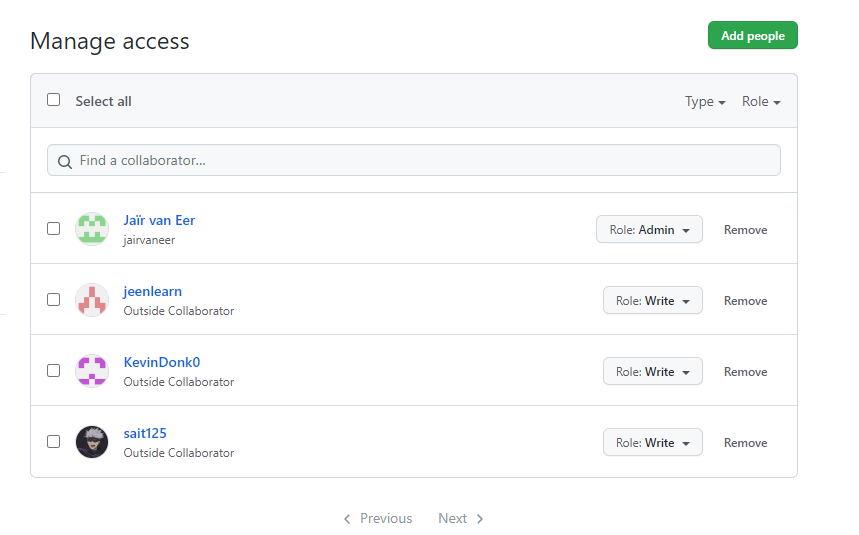 Manage access
Add people
Select all
Type Role
Find a collaborator...
Jaïr van Eer
jairvaneer
Role: Admin Remove
jeenlearn
Outside Collaborator
Role: Write Remove
KevinDonk0
Outside Collaborator
Role: Write Remove
sait125
Outside Collaborator
Role: Write Remove
Previous Next